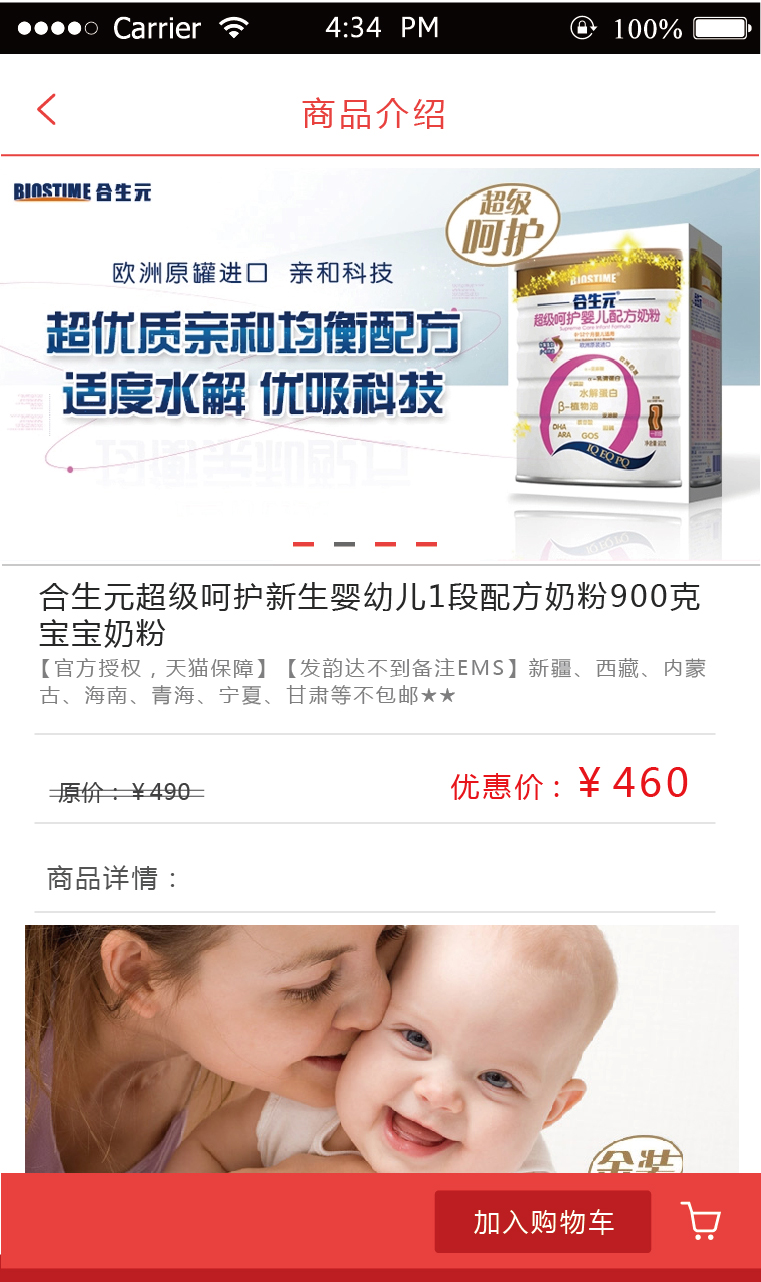 Carrier 4:34 PM 100%
商品介绍
BIOSTIME 合生元
超级
呵护
欧洲原罐进口 亲和科技
超优质亲和均衡配方
适度水解 优吸科技
BIOSTIME
合生元
超级呵护婴儿配方奶粉
Supreme Care Infant Formula
水解蛋白
β-植物油
DHA
ARA GOS
IQ EQ PQ
合生元超级呵护新生婴幼儿1段配方奶粉900克
宝宝奶粉
【官方授权，天猫保障】【发韵达不到备注EMS】新疆、西藏、内蒙
古、海南、青海、宁夏、甘肃等不包邮★★
原价：¥490
优惠价：¥460
商品详情：
金装
加入购物车